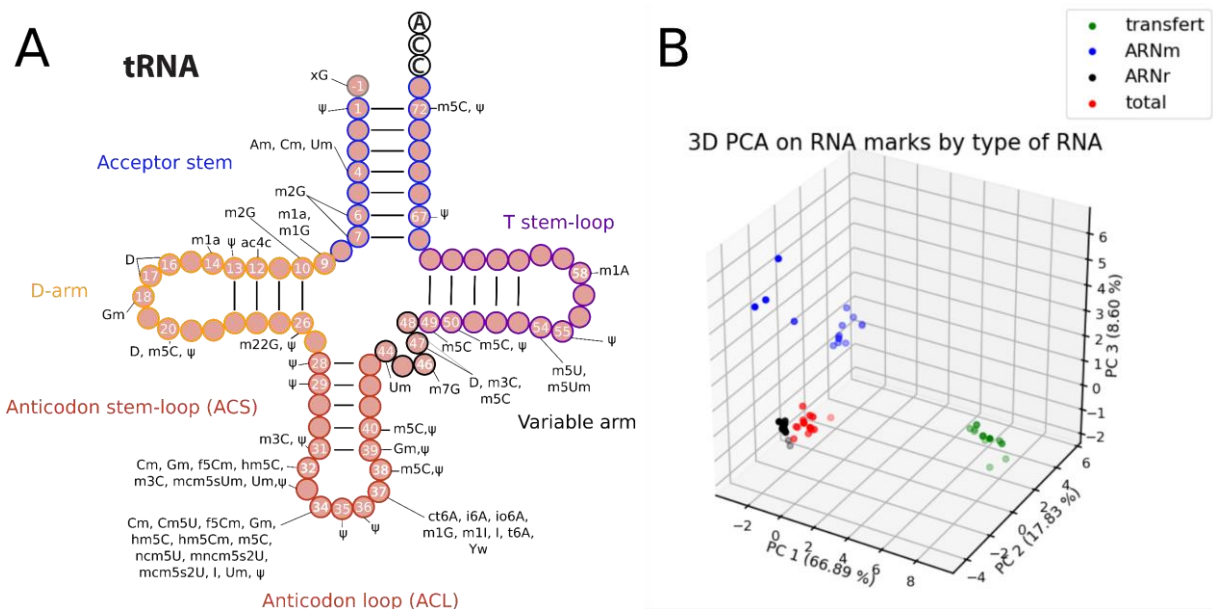 A
tRNA
A
C
C
xG
-1
ψ
1
72
m5C, ψ
Am, Cm, Um
4
Acceptor stem
m2G
6
67
ψ
m2G
m1a,
m1G
7
T stem-loop
m1a
ψ
ac4c
D
16
14
13
12
10
9
17
58
m1A
D-arm
18
Gm
20
26
48
49
50
54
55
D, m5C, ψ
m22G, ψ
m5C
m5C, ψ
ψ
47
44
46
ψ
28
Um
m7G
D, m3C,
m5C
m5U,
m5Um
ψ
29
Anticodon stem-loop (ACS)
Variable arm
40
m5C,ψ
m3C, ψ
31
39
Gm,ψ
Cm, Gm, f5Cm, hm5C,
m3C, mcm5sUm, Um,ψ
32
38
m5C,ψ
37
34
35
36
Cm, Cm5U, f5Cm, Gm,
hm5C, hm5Cm, m5C,
ncm5U, mncm5s2U,
mcm5s2U, I, Um, ψ
ψ
ψ
ct6A, i6A, io6A,
m1G, m1I, I, t6A,
Yw
Anticodon loop (ACL)
B
transfert
ARNm
ARNr
total
3D PCA on RNA marks by type of RNA
6
5
4
3
2
1
0
−1
−2
PC 3 (8.60 %)
−2
0
2
4
6
8
PC 1 (66.89 %)
−4
−2
0
2
4
6
PC 2 (17.83 %)